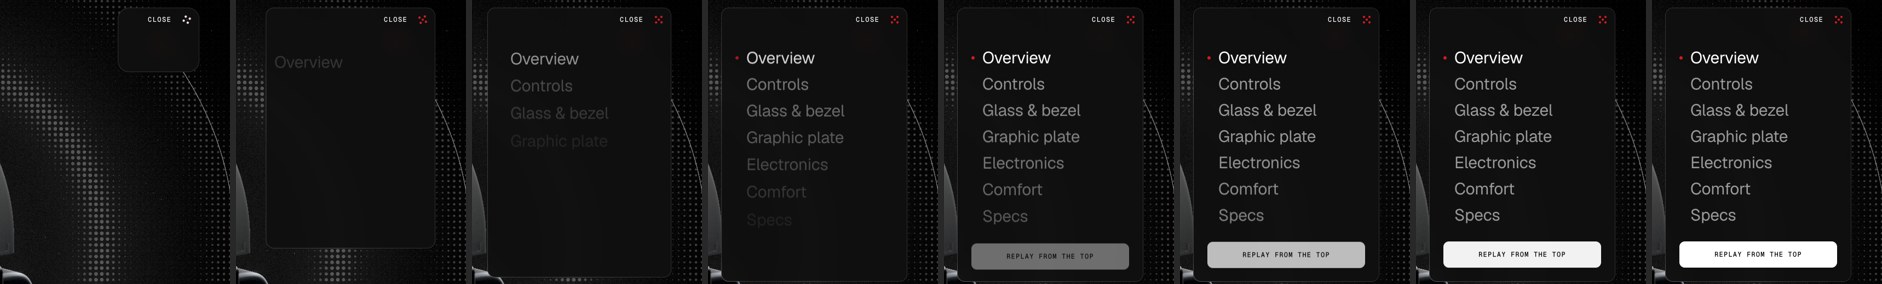 CLOSE
CLOSE
Overview
CLOSE
Overview
Controls
Glass & bezel
Graphic plate
CLOSE
Overview
Controls
Glass & bezel
Graphic plate
Electronics
Comfort
Specs
CLOSE
Overview
Controls
Glass & bezel
Graphic plate
Electronics
Comfort
Specs
REPLAY FROM THE TOP
CLOSE
Overview
Controls
Glass & bezel
Graphic plate
Electronics
Comfort
Specs
REPLAY FROM THE TOP
CLOSE
Overview
Controls
Glass & bezel
Graphic plate
Electronics
Comfort
Specs
REPLAY FROM THE TOP
CLOSE
Overview
Controls
Glass & bezel
Graphic plate
Electronics
Comfort
Specs
REPLAY FROM THE TOP